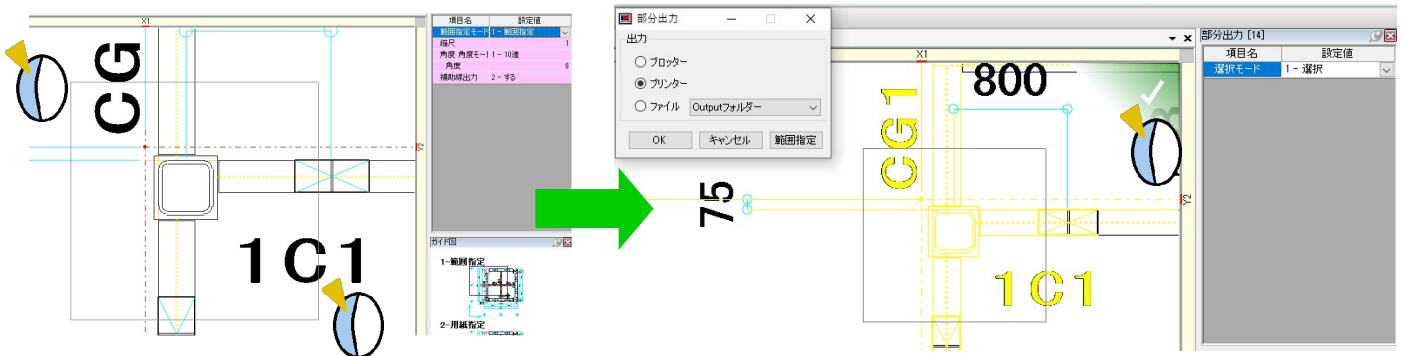 X1
CG
1C1
Y2
項目名 設定値
範囲指定モード 1 - 範囲指定
縮尺 1
角度 角度モード 1 - 10進
角度 0
補助線出力 2 - する
ガイド図
1-範囲指定
2-用紙指定
部分出力
出力
プロッター
プリンター
ファイル Outputフォルダー
OK キャンセル 範囲指定
X1
800
CG1
75
1C1
Y2
部分出力 [14]
項目名 設定値
選択モード 1 - 選択